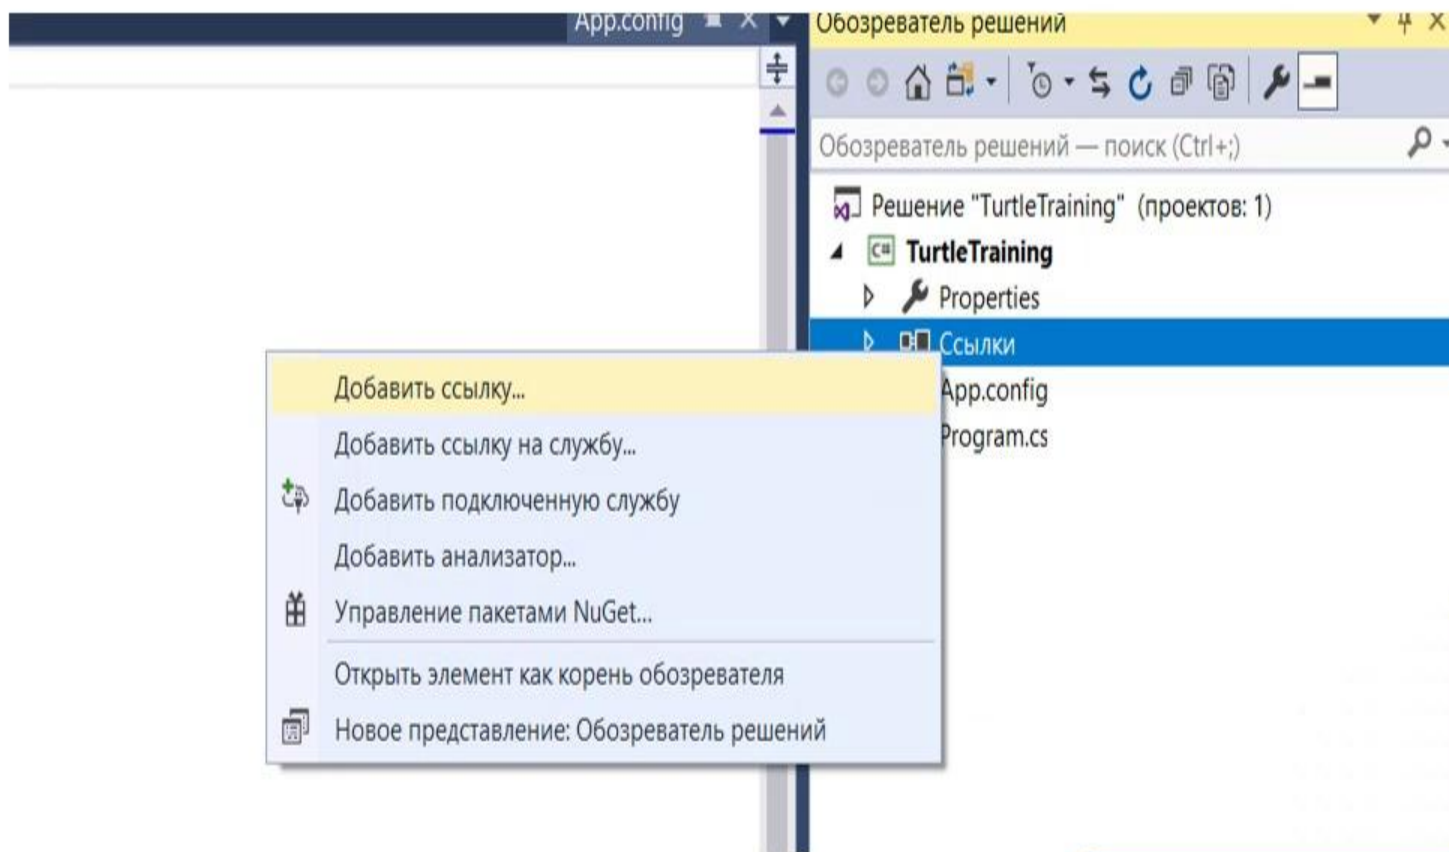 App.config
Обозреватель решений
Обозреватель решений — поиск (Ctrl+;)
Решение "TurtleTraining" (проектов: 1)
C# TurtleTraining
Properties
Ссылки
App.config
Program.cs
Добавить ссылку...
Добавить ссылку на службу...
Добавить подключенную службу
Добавить анализатор...
Управление пакетами NuGet...
Открыть элемент как корень обозревателя
Новое представление: Обозреватель решений